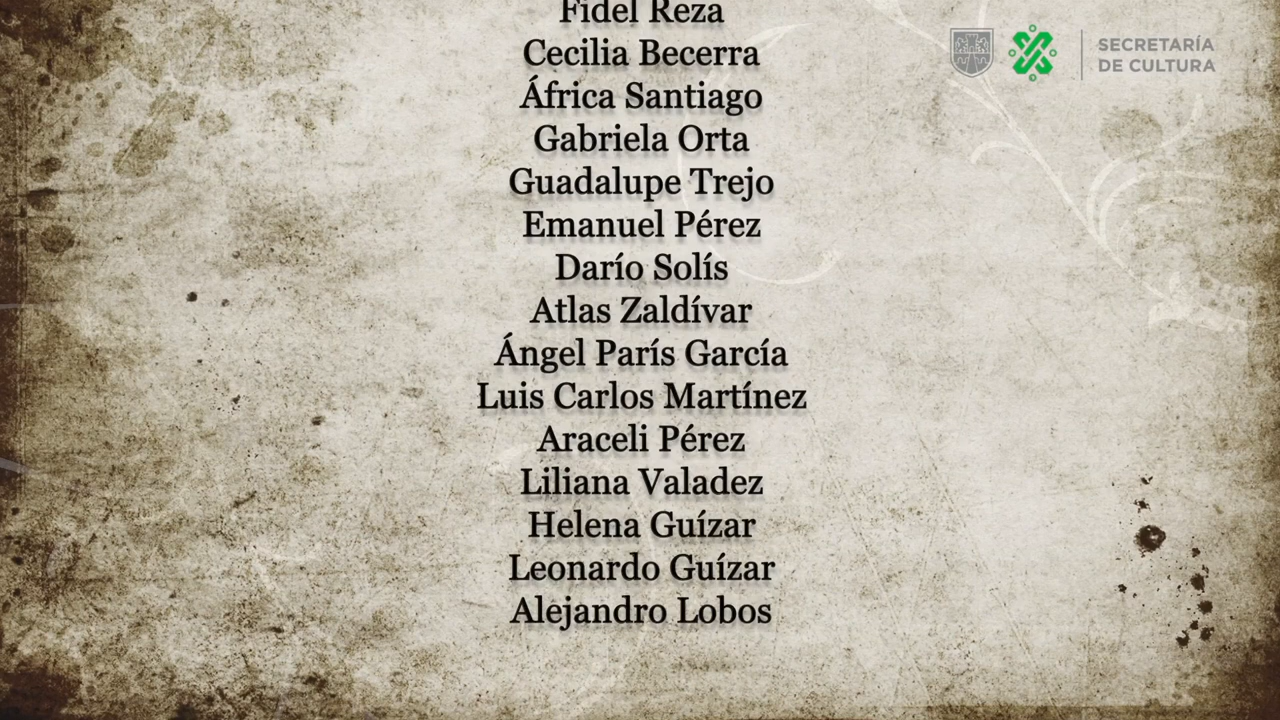 Fidel Reza
Cecilia Becerra
África Santiago
Gabriela Orta
Guadalupe Trejo
Emanuel Pérez
Darío Solís
Atlas Zaldívar
Ángel París García
Luis Carlos Martínez
Araceli Pérez
Liliana Valadez
Helena Guízar
Leonardo Guízar
Alejandro Lobos
SECRETARÍA
DE CULTURA